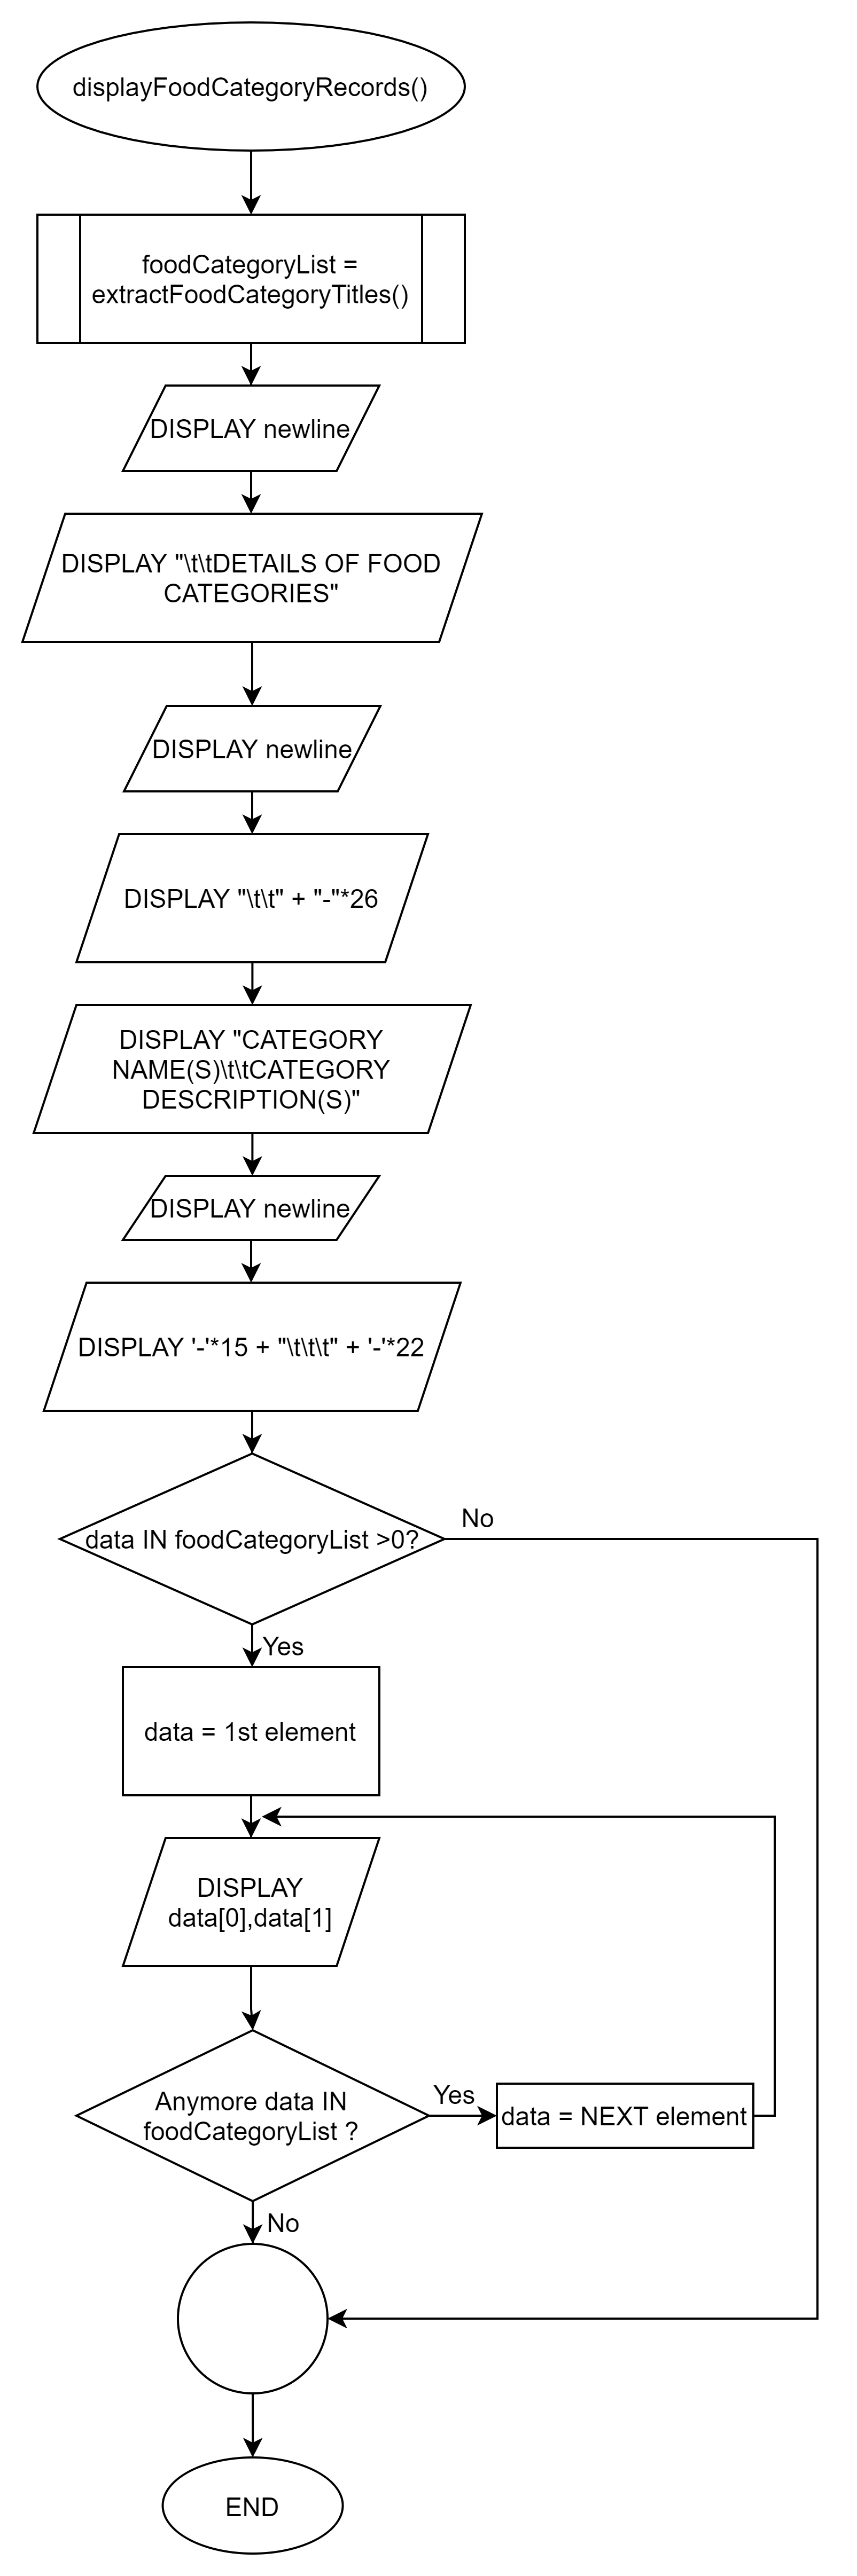 displayFoodCategoryRecords()
foodCategoryList =
extractFoodCategoryTitles()
DISPLAY newline
DISPLAY "\t\tDETAILS OF FOOD
CATEGORIES"
DISPLAY newline
DISPLAY "\t\t" + "-"*26
DISPLAY "CATEGORY
NAME(S)\t\tCATEGORY
DESCRIPTION(S)"
DISPLAY newline
DISPLAY '-'*15 + "\t\t\t" + '-'*22
data IN foodCategoryList >0?
No
Yes
data = 1st element
DISPLAY
data[0],data[1]
Anymore data IN
foodCategoryList ?
Yes
data = NEXT element
No
END